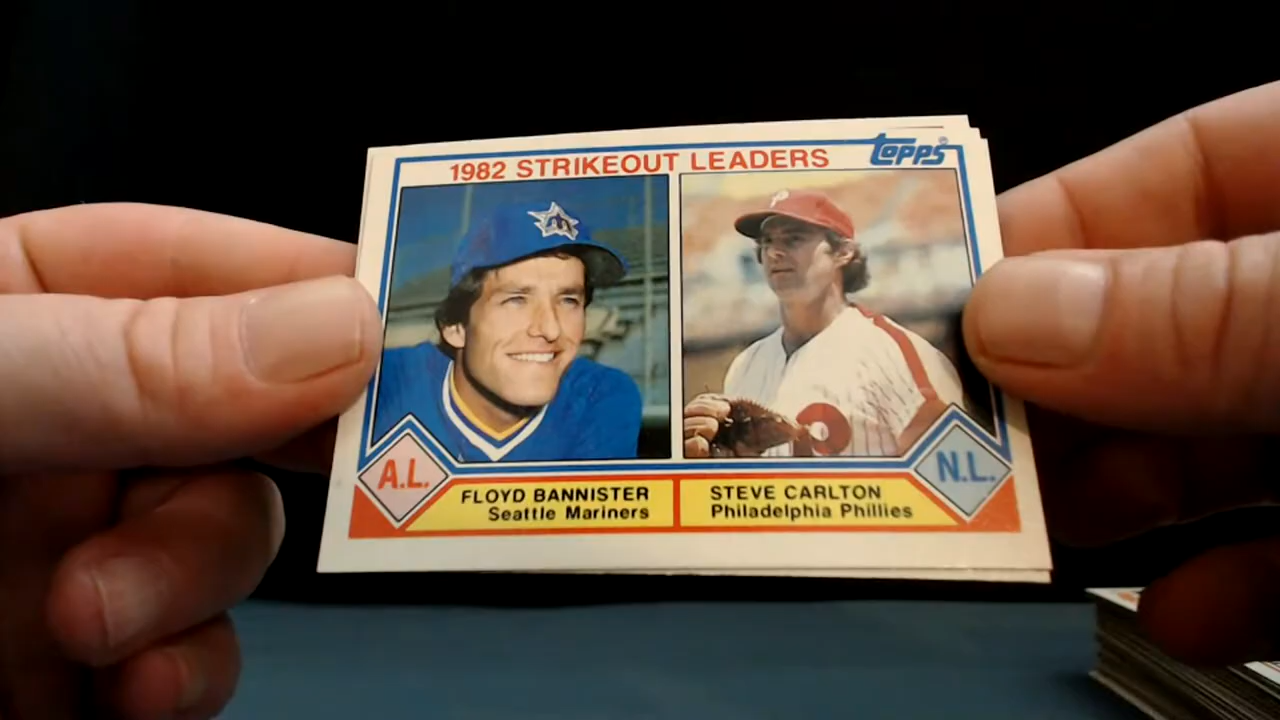 1982 STRIKEOUT LEADERS
topps
M
P
P
A.L.
N.L.
FLOYD BANNISTER
Seattle Mariners
STEVE CARLTON
Philadelphia Phillies